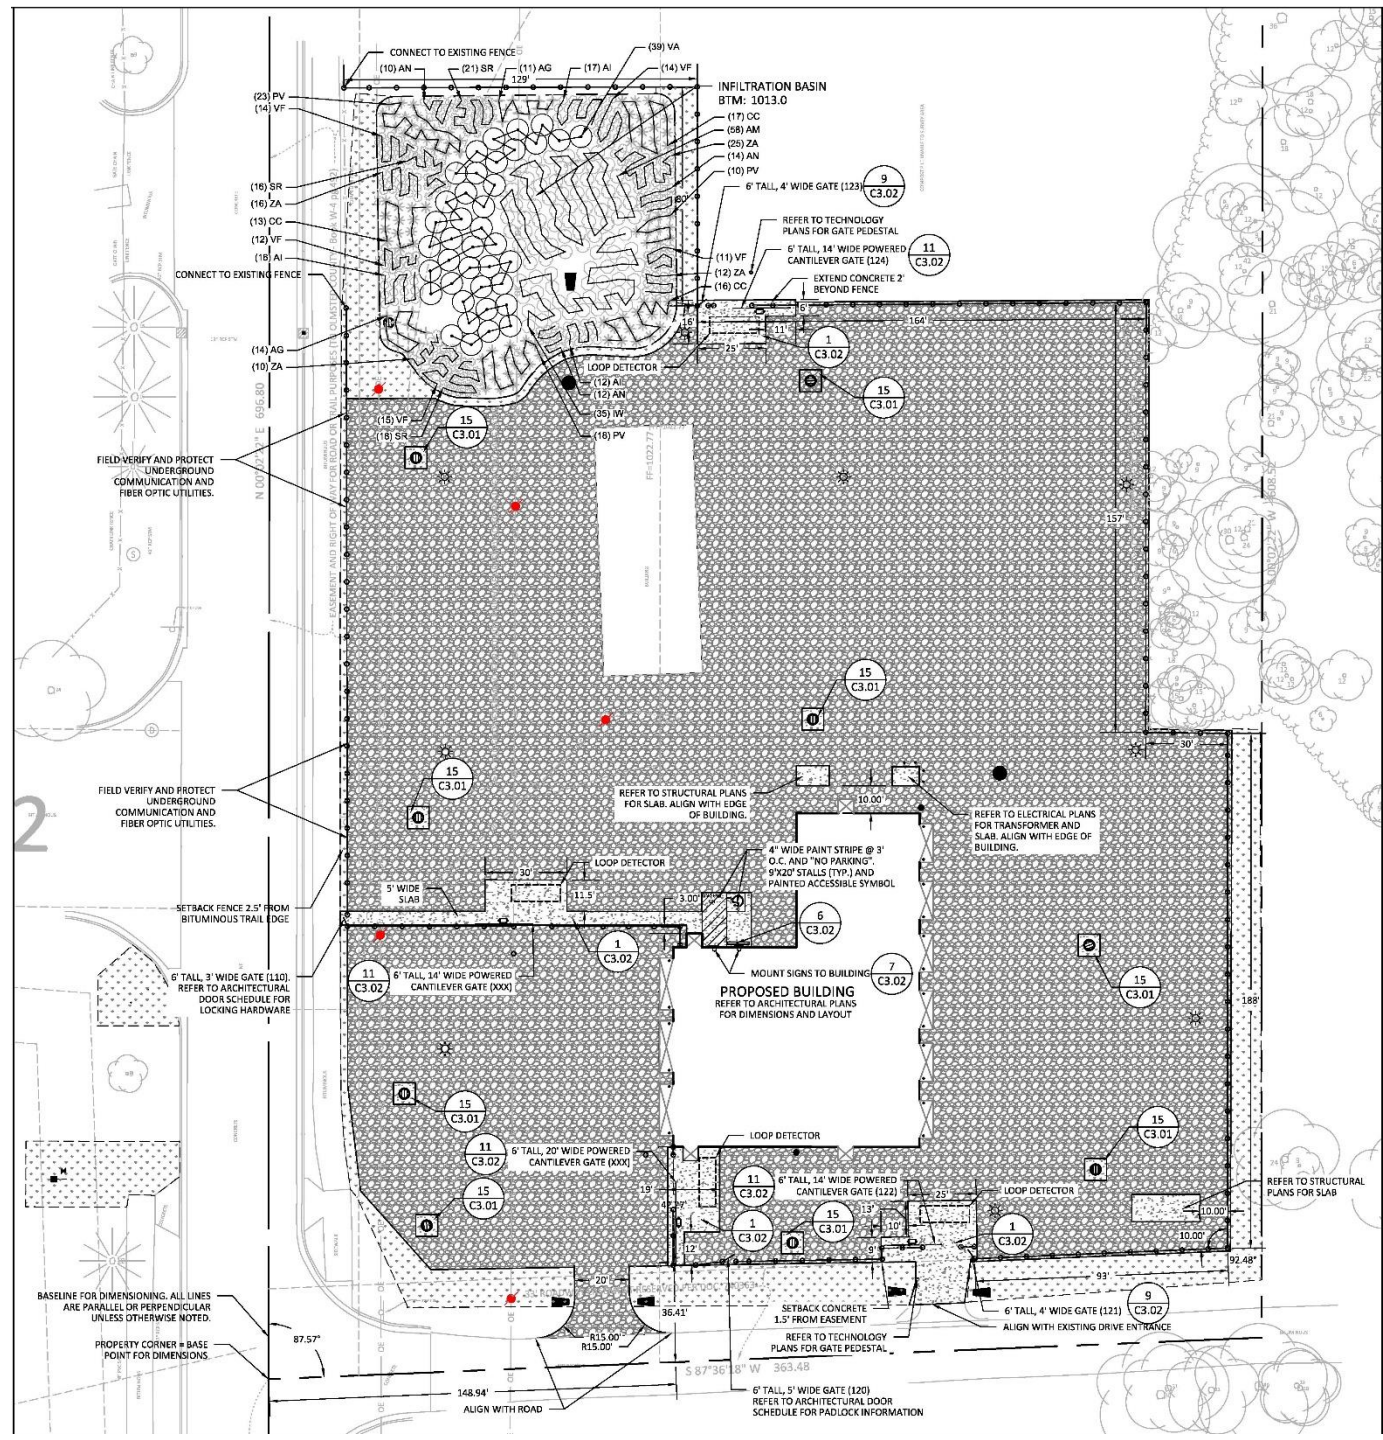 CONNECT TO EXISTING FENCE
(39) VA
(10) AN
(21) SR
(11) AG
(17) AI
(14) VF
129'
(23) PV
(14) VF
INFILTRATION BASIN
BTM: 1013.0
(17) CC
(58) AM
(25) ZA
(14) AN
(10) PV
6' TALL, 4' WIDE GATE (123)
9
C3.02
(16) SR
(16) ZA
(13) CC
(12) VF
(16) AI
CONNECT TO EXISTING FENCE
REFER TO TECHNOLOGY
PLANS FOR GATE PEDESTAL
6' TALL, 14' WIDE POWERED
CANTILEVER GATE (124)
11
C3.02
(11) VF
(12) ZA
(16) CC
EXTEND CONCRETE 2'
BEYOND FENCE
6'
164'
16'
11'
25'
1
C3.02
(14) AG
(10) ZA
LOOP DETECTOR
(12) AI
(12) AN
(35) IW
(18) PV
15
C3.01
(15) VF
(18) SR
15
C3.01
N 00°02'22" E 696.80
FF=1022.77
FIELD VERIFY AND PROTECT
UNDERGROUND
COMMUNICATION AND
FIBER OPTIC UTILITIES.
157'
15
C3.01
30'
2
FIELD VERIFY AND PROTECT
UNDERGROUND
COMMUNICATION AND
FIBER OPTIC UTILITIES.
15
C3.01
REFER TO STRUCTURAL PLANS
FOR SLAB. ALIGN WITH EDGE
OF BUILDING.
10.00'
REFER TO ELECTRICAL PLANS
FOR TRANSFORMER AND
SLAB. ALIGN WITH EDGE OF
BUILDING.
4" WIDE PAINT STRIPE @ 3'
O.C. AND "NO PARKING".
9'X20' STALLS (TYP.) AND
PAINTED ACCESSIBLE SYMBOL
LOOP DETECTOR
30'
11.5
5' WIDE
SLAB
3.00'
SETBACK FENCE 2.5' FROM
BITUMINOUS TRAIL EDGE
6
C3.02
1
C3.02
6' TALL, 3' WIDE GATE (110).
REFER TO ARCHITECTURAL
DOOR SCHEDULE FOR
LOCKING HARDWARE
11
C3.02
6' TALL, 14' WIDE POWERED
CANTILEVER GATE (XXX)
MOUNT SIGNS TO BUILDING
7
C3.02
PROPOSED BUILDING
REFER TO ARCHITECTURAL PLANS
FOR DIMENSIONS AND LAYOUT
15
C3.01
188'
15
C3.01
LOOP DETECTOR
15
C3.01
11
C3.02
6' TALL, 20' WIDE POWERED
CANTILEVER GATE (XXX)
6' TALL, 14' WIDE POWERED
CANTILEVER GATE (122)
11
C3.02
19'
25'
LOOP DETECTOR
REFER TO STRUCTURAL
PLANS FOR SLAB
15
C3.01
1
C3.02
15
C3.01
13'
10'
1
C3.02
10.00'
10.00'
12'
9'
92.48°
93'
20'
36.41'
BASELINE FOR DIMENSIONING. ALL LINES
ARE PARALLEL OR PERPENDICULAR
UNLESS OTHERWISE NOTED.
SETBACK CONCRETE
1.5' FROM EASEMENT
6' TALL, 4' WIDE GATE (121)
9
C3.02
ALIGN WITH EXISTING DRIVE ENTRANCE
REFER TO TECHNOLOGY
PLANS FOR GATE PEDESTAL
87.57°
R15.00'
R15.00'
PROPERTY CORNER = BASE
POINT FOR DIMENSIONS
S 87°36'18" W 363.48
148.94'
ALIGN WITH ROAD
6' TALL, 5' WIDE GATE (120)
REFER TO ARCHITECTURAL DOOR
SCHEDULE FOR PADLOCK INFORMATION